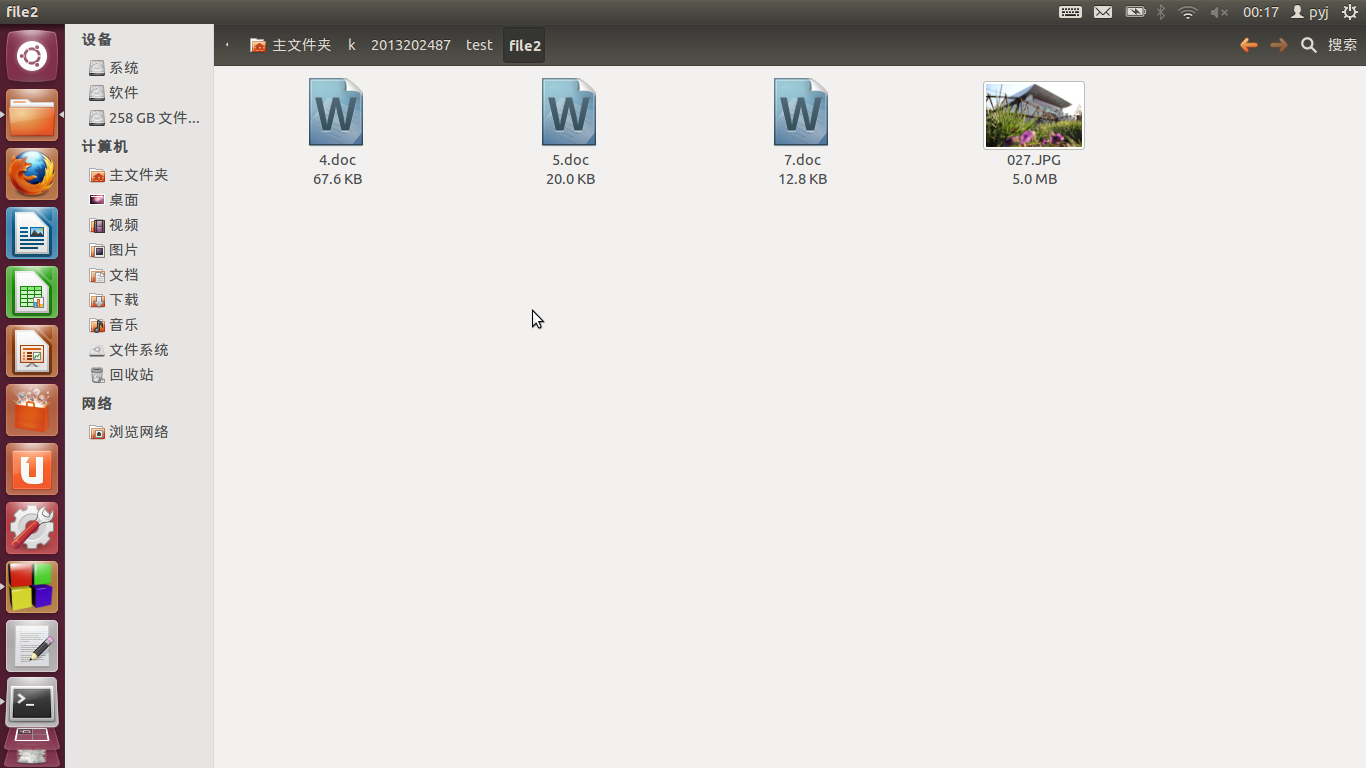 file2
00:17 pyj
设备
系统
软件
258 GB 文件...
计算机
主文件夹
桌面
视频
图片
文档
下载
音乐
文件系统
回收站
网络
浏览网络
主文件夹 k 2013202487 test file2
搜索
4.doc
67.6 KB
5.doc
20.0 KB
7.doc
12.8 KB
027.JPG
5.0 MB